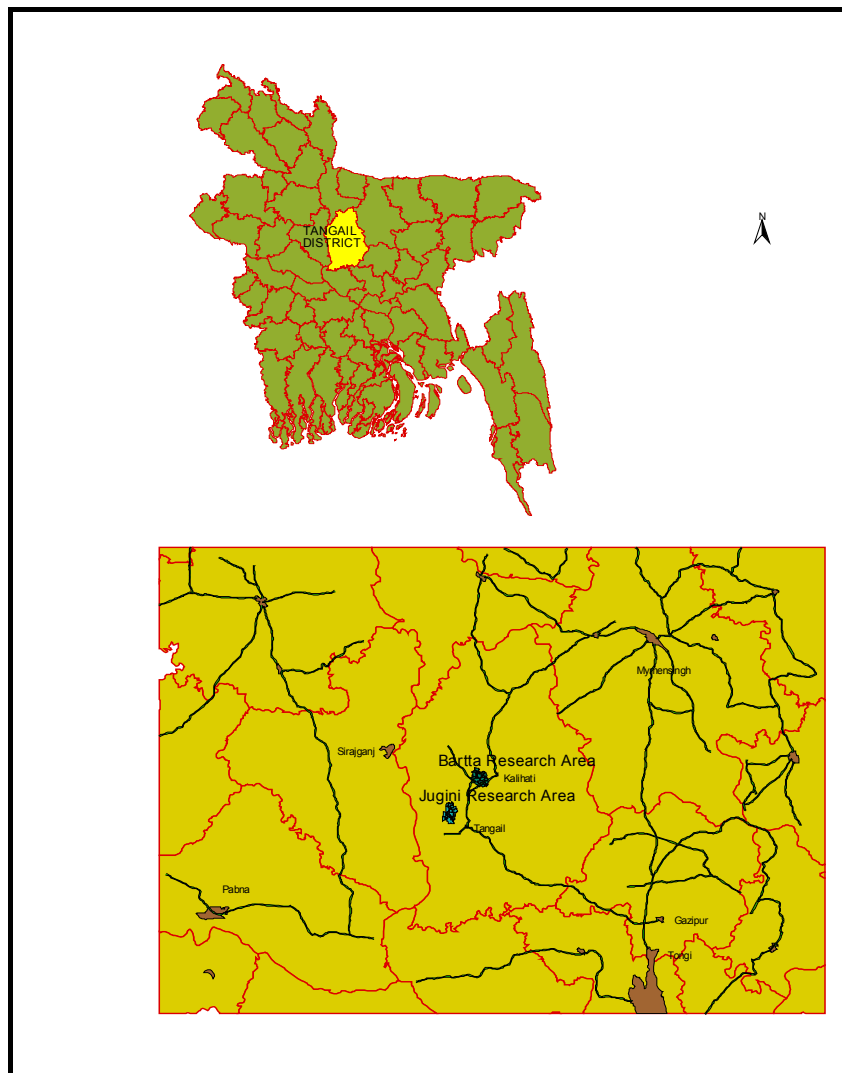 N
TANGAIL
DISTRICT
Mymensingh
Sirajganj
Bartta Research Area
Kalihati
Jugini Research Area
Tangail
Pabna
Gazipur
Tongi